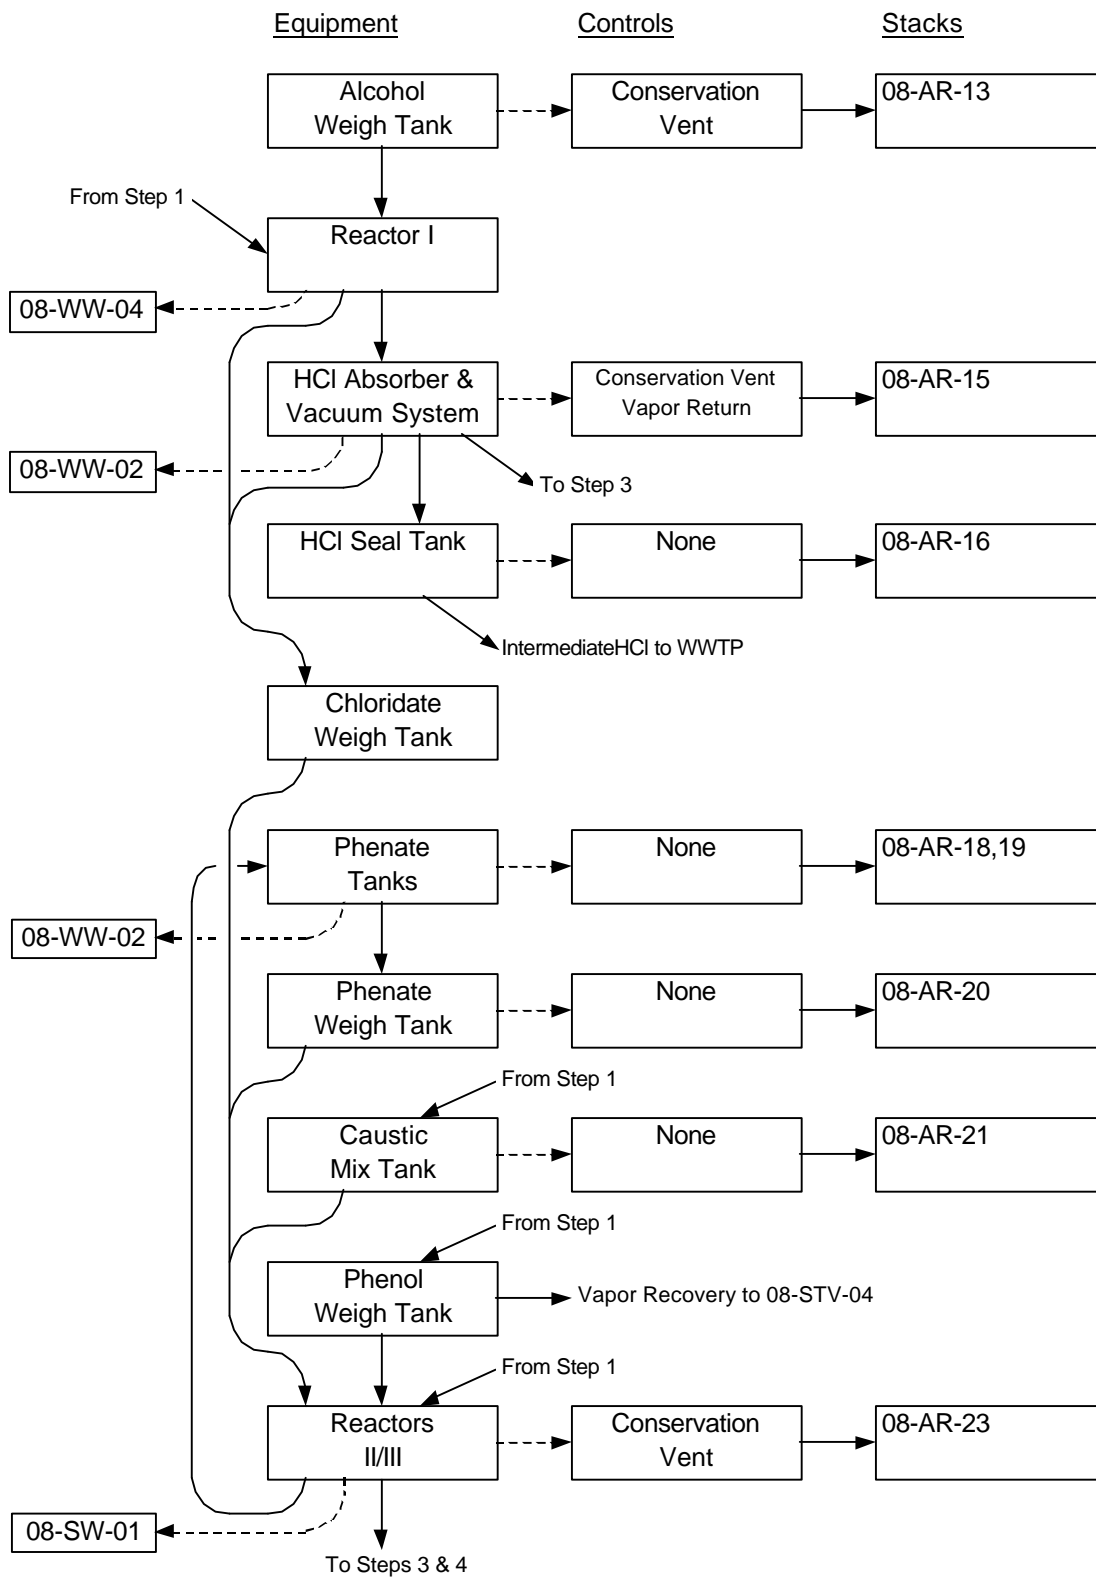 Equipment
Controls
Stacks
Alcohol
Weigh Tank
Conservation
Vent
08-AR-13
From Step 1
Reactor I
08-WW-04
HCl Absorber &
Vacuum System
Conservation Vent
Vapor Return
08-AR-15
08-WW-02
To Step 3
HCl Seal Tank
None
08-AR-16
IntermediateHCl to WWTP
Chloridate
Weigh Tank
Phenate
Tanks
None
08-AR-18,19
08-WW-02
Phenate
Weigh Tank
None
08-AR-20
From Step 1
Caustic
Mix Tank
None
08-AR-21
From Step 1
Phenol
Weigh Tank
Vapor Recovery to 08-STV-04
From Step 1
Reactors
II/III
Conservation
Vent
08-AR-23
08-SW-01
To Steps 3 & 4